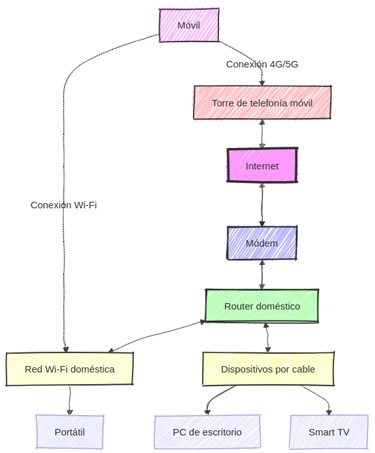 Móvil
Conexión 4G/5G
Torre de telefonía móvil
Internet
Conexión Wi-Fi
Módem
Router doméstico
Red Wi-Fi doméstica
Dispositivos por cable
Portátil
PC de escritorio
Smart TV